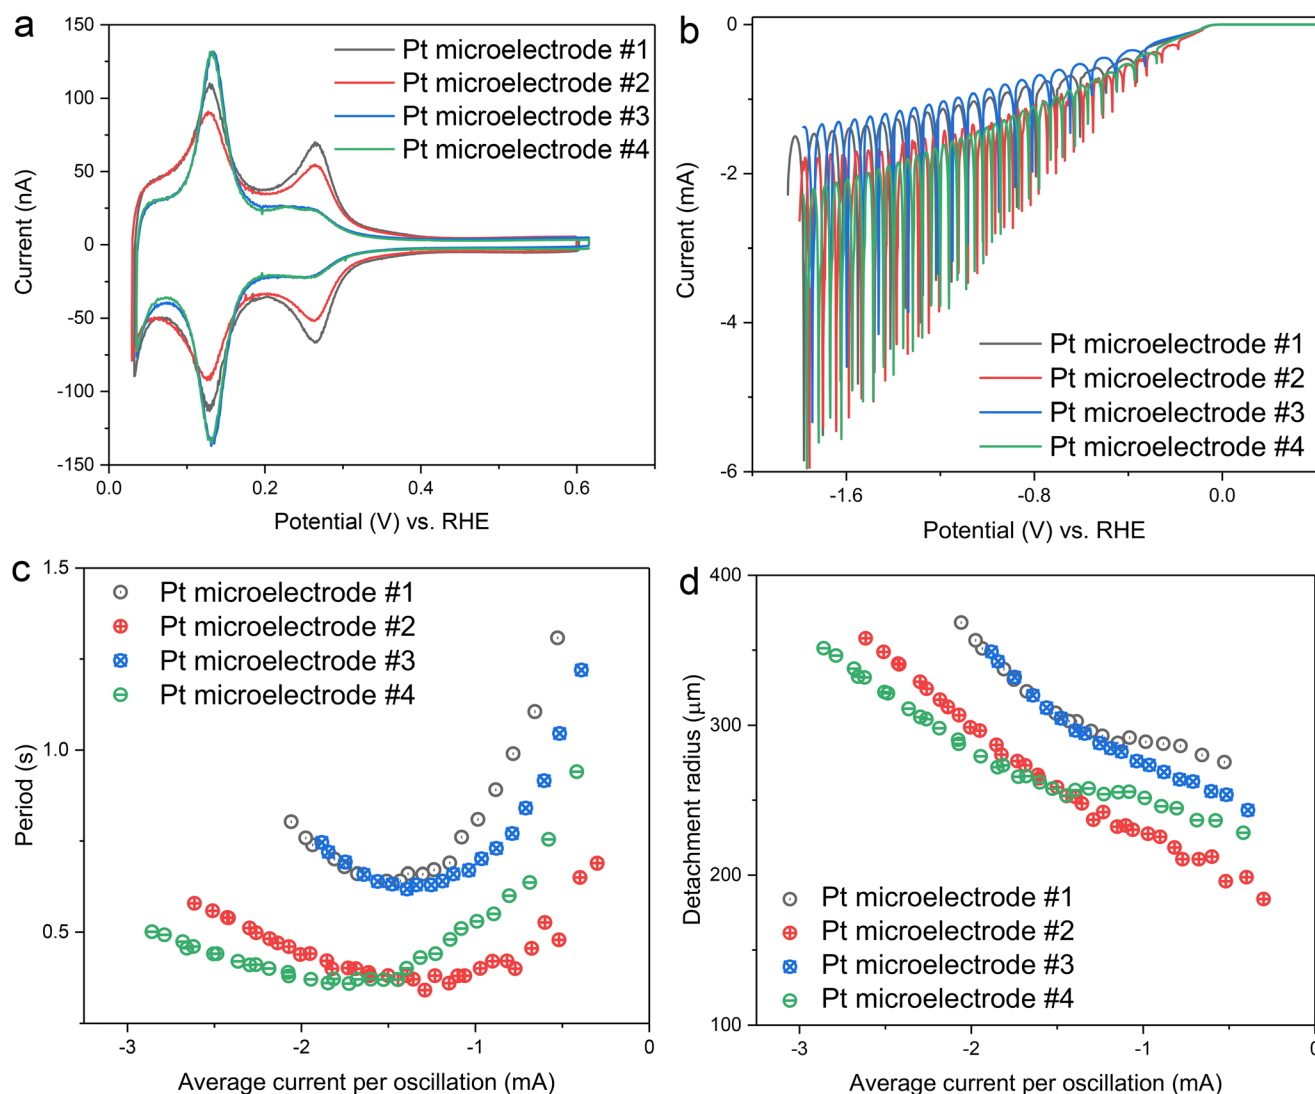 a
150
100
50
0
-50
-100
-150
Current (nA)
0.0
0.2
0.4
0.6
Potential (V) vs. RHE
Pt microelectrode #1
Pt microelectrode #2
Pt microelectrode #3
Pt microelectrode #4
b
0
-2
-4
-6
Current (mA)
-1.6
-0.8
0.0
Potential (V) vs. RHE
Pt microelectrode #1
Pt microelectrode #2
Pt microelectrode #3
Pt microelectrode #4
c
1.5
1.0
0.5
Period (s)
-3
-2
-1
0
Average current per oscillation (mA)
Pt microelectrode #1
Pt microelectrode #2
Pt microelectrode #3
Pt microelectrode #4
d
400
300
200
100
Detachment radius (μm)
-3
-2
-1
0
Average current per oscillation (mA)
Pt microelectrode #1
Pt microelectrode #2
Pt microelectrode #3
Pt microelectrode #4